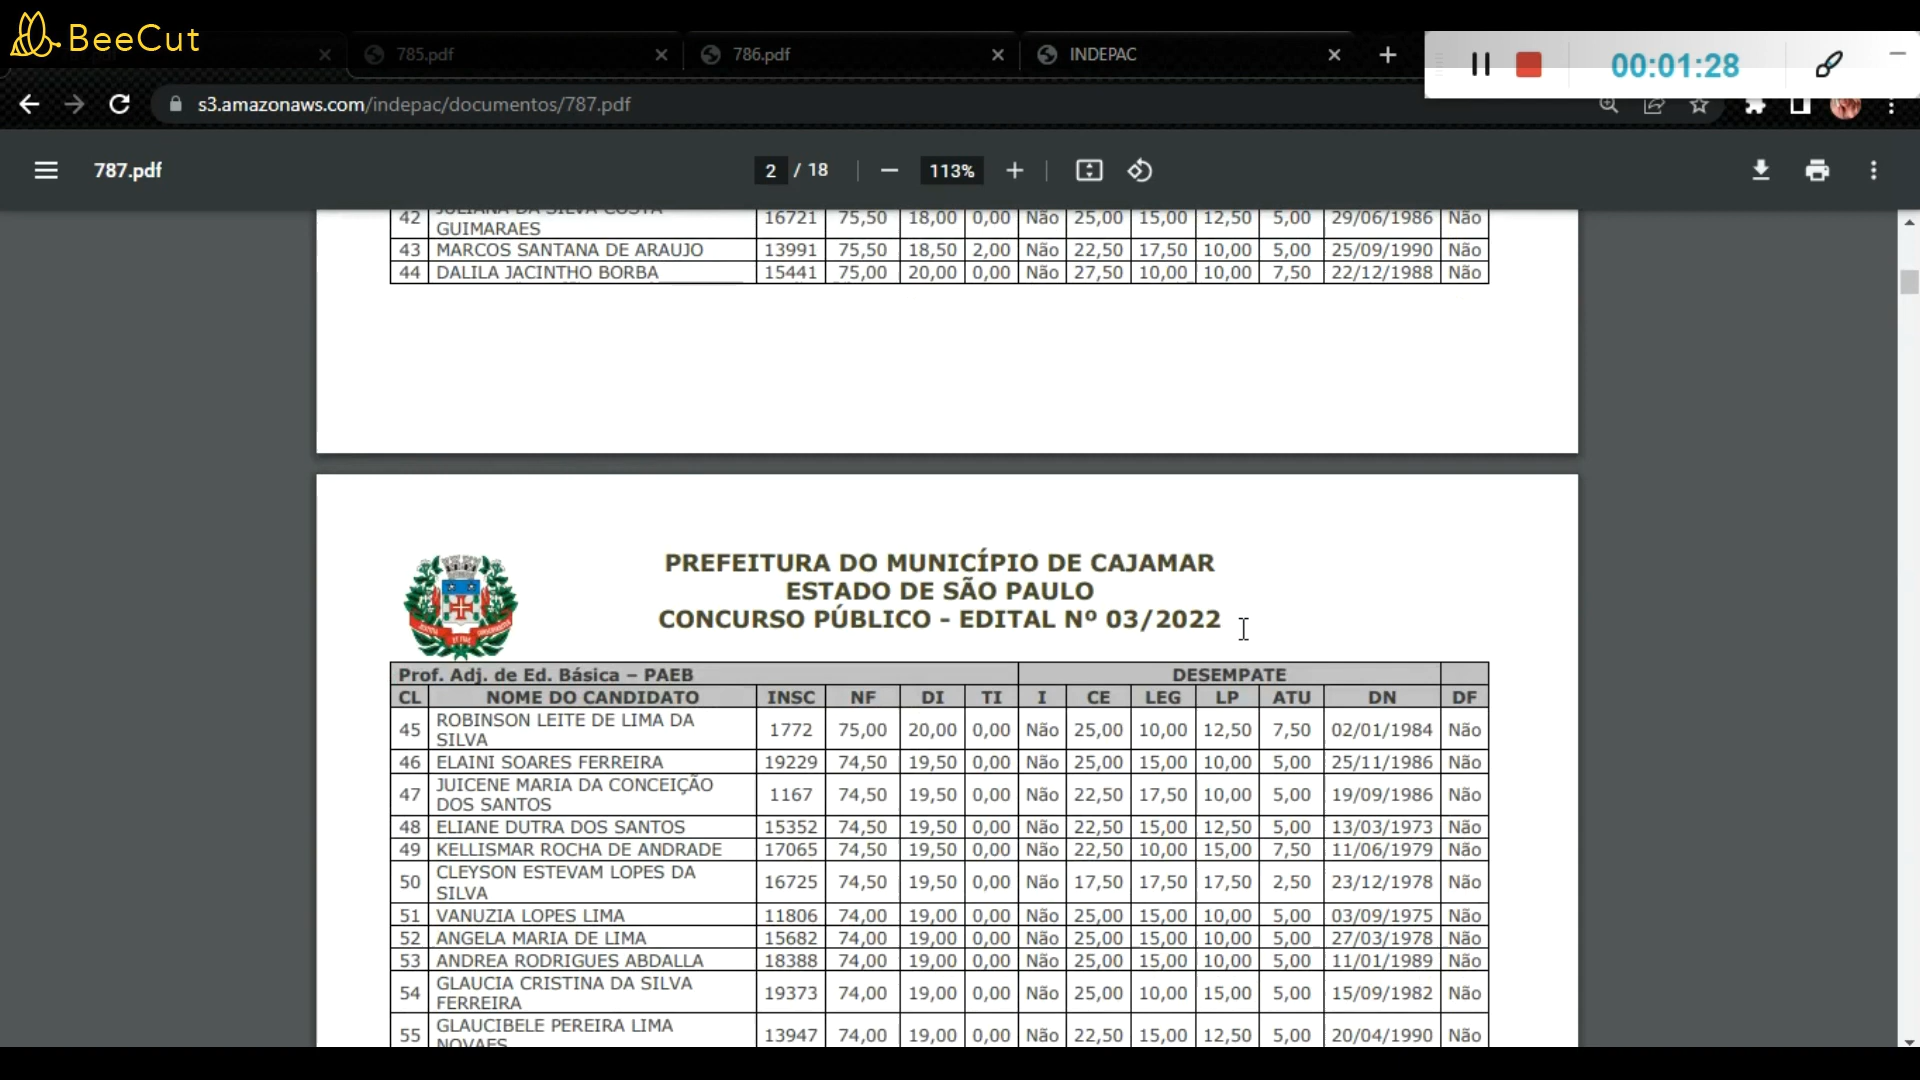 BeeCut
785.pdf
786.pdf
INDEPAC
00:01:28
s3.amazonaws.com/indepac/documentos/787.pdf
787.pdf
2 / 18
113%
42 JULIANA DA SILVA COSTA GUIMARAES 16721 75,50 18,00 0,00 Não 25,00 15,00 12,50 5,00 29/06/1986 Não
43 MARCOS SANTANA DE ARAUJO 13991 75,50 18,50 2,00 Não 22,50 17,50 10,00 5,00 25/09/1990 Não
44 DALILA JACINTHO BORBA 15441 75,00 20,00 0,00 Não 27,50 10,00 10,00 7,50 22/12/1988 Não
PREFEITURA DO MUNICÍPIO DE CAJAMAR
ESTADO DE SÃO PAULO
CONCURSO PÚBLICO - EDITAL Nº 03/2022
Prof. Adj. de Ed. Básica – PAEB DESEMPATE
CL NOME DO CANDIDATO INSC NF DI TI I CE LEG LP ATU DN DF
45 ROBINSON LEITE DE LIMA DA SILVA 1772 75,00 20,00 0,00 Não 25,00 10,00 12,50 7,50 02/01/1984 Não
46 ELAINI SOARES FERREIRA 19229 74,50 19,50 0,00 Não 25,00 15,00 10,00 5,00 25/11/1986 Não
47 JUICENE MARIA DA CONCEIÇÃO DOS SANTOS 1167 74,50 19,50 0,00 Não 22,50 17,50 10,00 5,00 19/09/1986 Não
48 ELIANE DUTRA DOS SANTOS 15352 74,50 19,50 0,00 Não 22,50 15,00 12,50 5,00 13/03/1973 Não
49 KELLISMAR ROCHA DE ANDRADE 17065 74,50 19,50 0,00 Não 22,50 10,00 15,00 7,50 11/06/1979 Não
50 CLEYSON ESTEVAM LOPES DA SILVA 16725 74,50 19,50 0,00 Não 17,50 17,50 17,50 2,50 23/12/1978 Não
51 VANUZIA LOPES LIMA 11806 74,00 19,00 0,00 Não 25,00 15,00 10,00 5,00 03/09/1975 Não
52 ANGELA MARIA DE LIMA 15682 74,00 19,00 0,00 Não 25,00 15,00 10,00 5,00 27/03/1978 Não
53 ANDREA RODRIGUES ABDALLA 18388 74,00 19,00 0,00 Não 25,00 15,00 10,00 5,00 11/01/1989 Não
54 GLAUCIA CRISTINA DA SILVA FERREIRA 19373 74,00 19,00 0,00 Não 25,00 10,00 15,00 5,00 15/09/1982 Não
55 GLAUCIBELE PEREIRA LIMA NOVAES 13947 74,00 19,00 0,00 Não 22,50 15,00 12,50 5,00 20/04/1990 Não